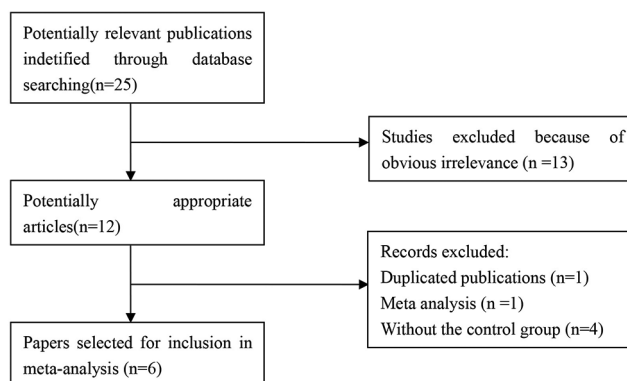 Potentially relevant publications
indetified through database
searching(n=25)
Studies excluded because of
obvious irrelevance (n =13)
Potentially appropriate
articles(n=12)
Records excluded:
Duplicated publications (n=1)
Meta analysis (n =1)
Without the control group (n=4)
Papers selected for inclusion in
meta-analysis (n=6)